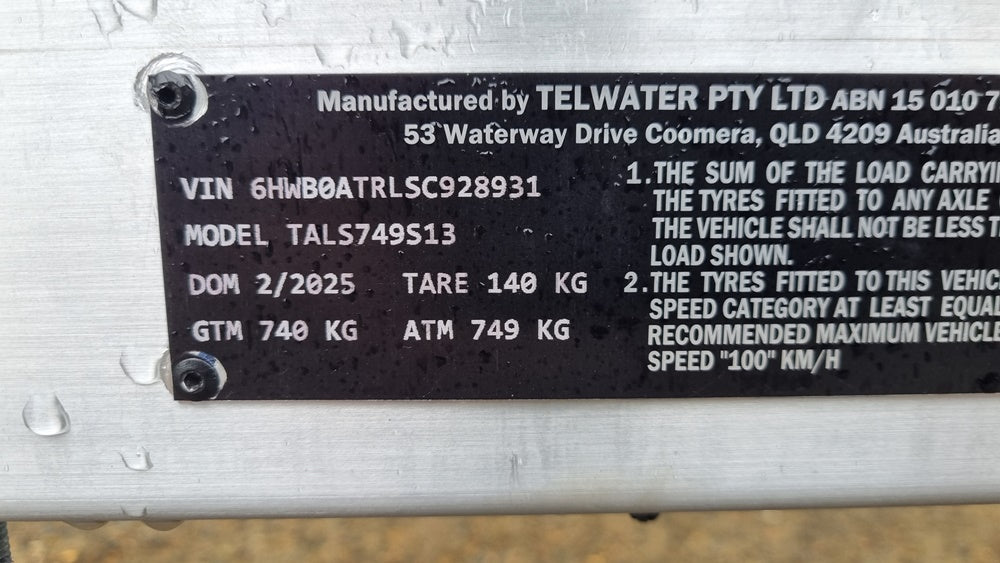 Manufactured by TELWATER PTY LTD ABN 15 010 7
53 Waterway Drive Coomera, QLD 4209 Australia
VIN 6HWB0ATRLSC928931
MODEL TALS749S13
DOM 2/2025 TARE 140 KG
GTM 740 KG ATM 749 KG
1. THE SUM OF THE LOAD CARRYI
THE TYRES FITTED TO ANY AXLE
THE VEHICLE SHALL NOT BE LESS T
LOAD SHOWN.
2. THE TYRES FITTED TO THIS VEHIC
SPEED CATEGORY AT LEAST EQUA
RECOMMENDED MAXIMUM VEHICLE
SPEED "100" KM/H